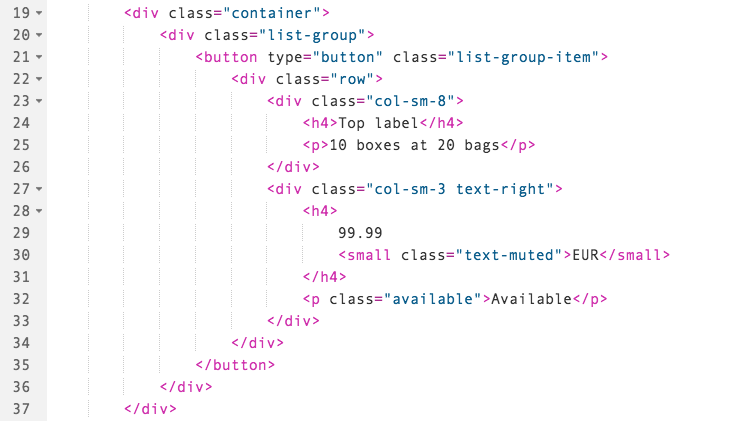 19 <div class="container">
20 <div class="list-group">
21 <button type="button" class="list-group-item">
22 <div class="row">
23 <div class="col-sm-8">
24 <h4>Top label</h4>
25 <p>10 boxes at 20 bags</p>
26 </div>
27 <div class="col-sm-3 text-right">
28 <h4>
29 99.99
30 <small class="text-muted">EUR</small>
31 </h4>
32 <p class="available">Available</p>
33 </div>
34 </div>
35 </button>
36 </div>
37 </div>